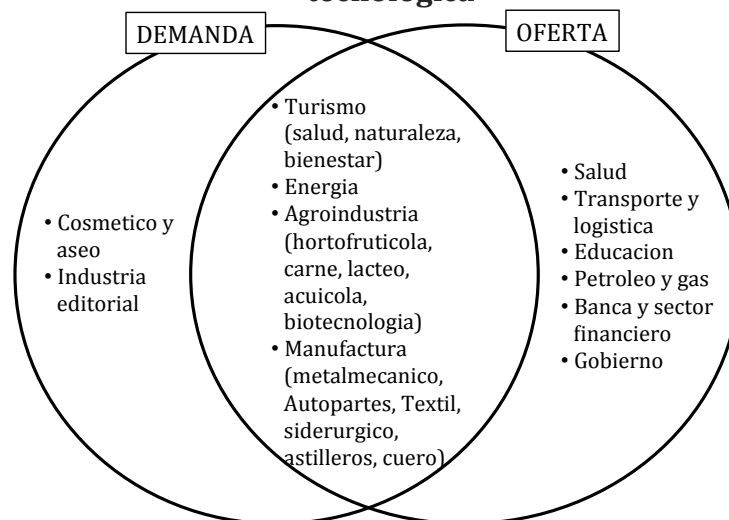 tecnológica
DEMANDA
OFERTA
• Cosmetico y
aseo
• Industria
editorial
• Turismo
(salud, naturaleza,
bienestar)
• Energia
• Agroindustria
(hortofruticola,
carne, lacteo,
acuicola,
biotecnologia)
• Manufactura
(metalmecanico,
Autopartes, Textil,
siderurgico,
astilleros, cuero)
• Salud
• Transporte y
logistica
• Educacion
• Petroleo y gas
• Banca y sector
financiero
• Gobierno